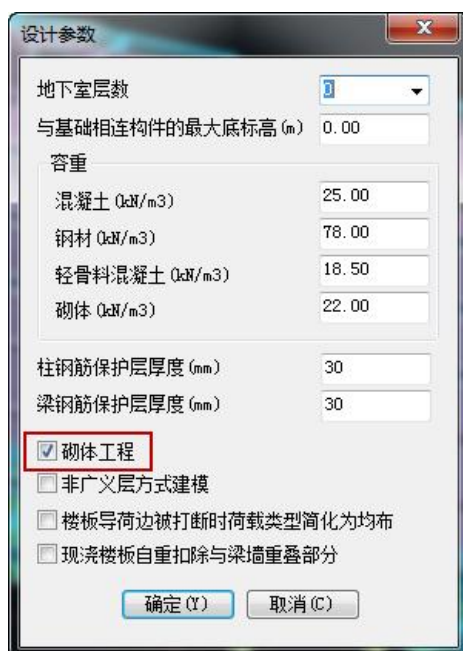 设计参数
地下室层数 0
与基础相连构件的最大底标高(m) 0.00
容重
混凝土(kN/m3) 25.00
钢材(kN/m3) 78.00
轻骨料混凝土(kN/m3) 18.50
砌体(kN/m3) 22.00
柱钢筋保护层厚度(mm) 30
梁钢筋保护层厚度(mm) 30
砌体工程
非广义层方式建模
楼板导荷边被打断时荷载类型简化为均布
现浇楼板自重扣除与梁墙重叠部分
确定(Y) 取消(C)